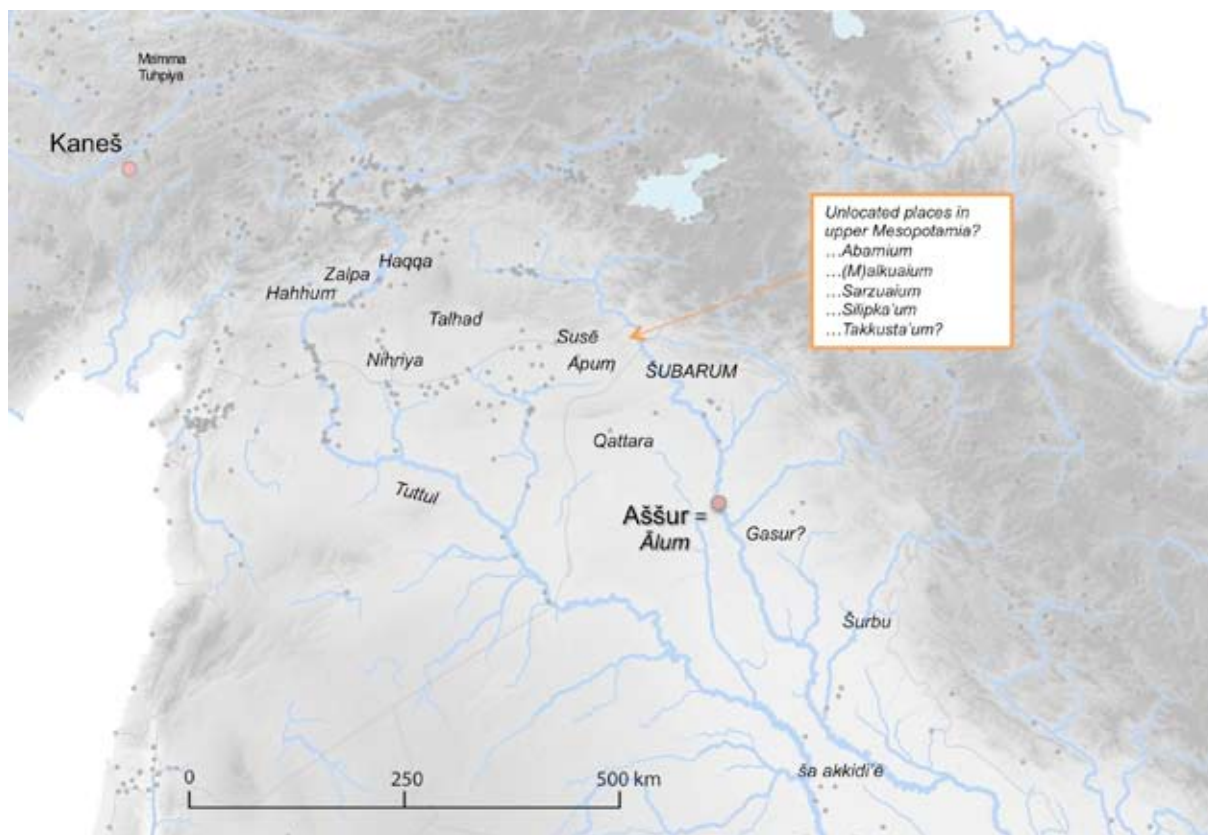 Mamma
Tuhpiya
Kaneš
Unlocated places in
upper Mesopotamia?
...Abamium
...(M)alkuaium
...Sarzuaium
...Silipka'um
...Takkusta'um?
Haqqa
Zalpa
Hahhum
Talhad
Susē
Nihriya
Apum
ŠUBARUM
Qattara
Tuttul
Aššur =
Ālum
Gasur?
Šurbu
ša akkidi'ē
0 250 500 km